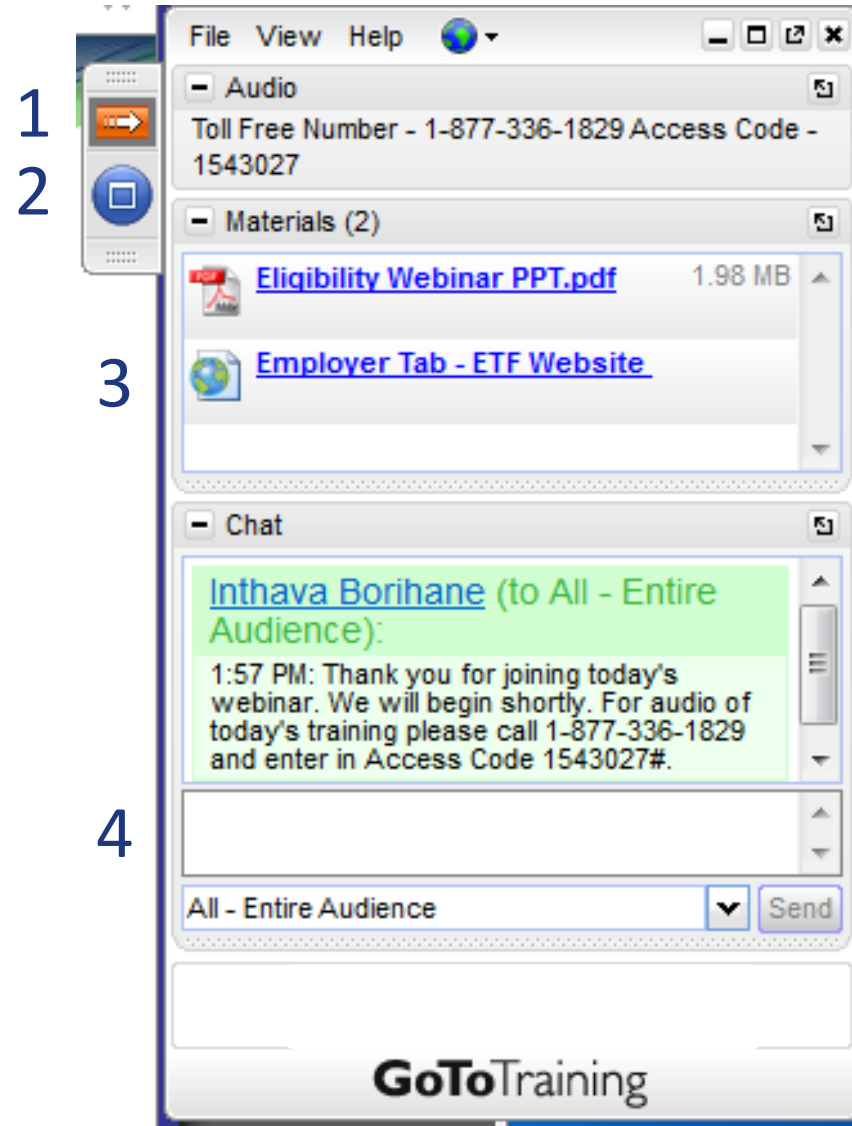 File View Help
1
Audio
Toll Free Number - 1-877-336-1829 Access Code -
1543027
2
Materials (2)
PDF
Adobe
Eligibility Webinar PPT.pdf 1.98 MB
3
Employer Tab - ETF Website
Chat
Inthava Borihane (to All - Entire
Audience):
1:57 PM: Thank you for joining today's
webinar. We will begin shortly. For audio of
today's training please call 1-877-336-1829
and enter in Access Code 1543027#.
4
All - Entire Audience Send
GoToTraining